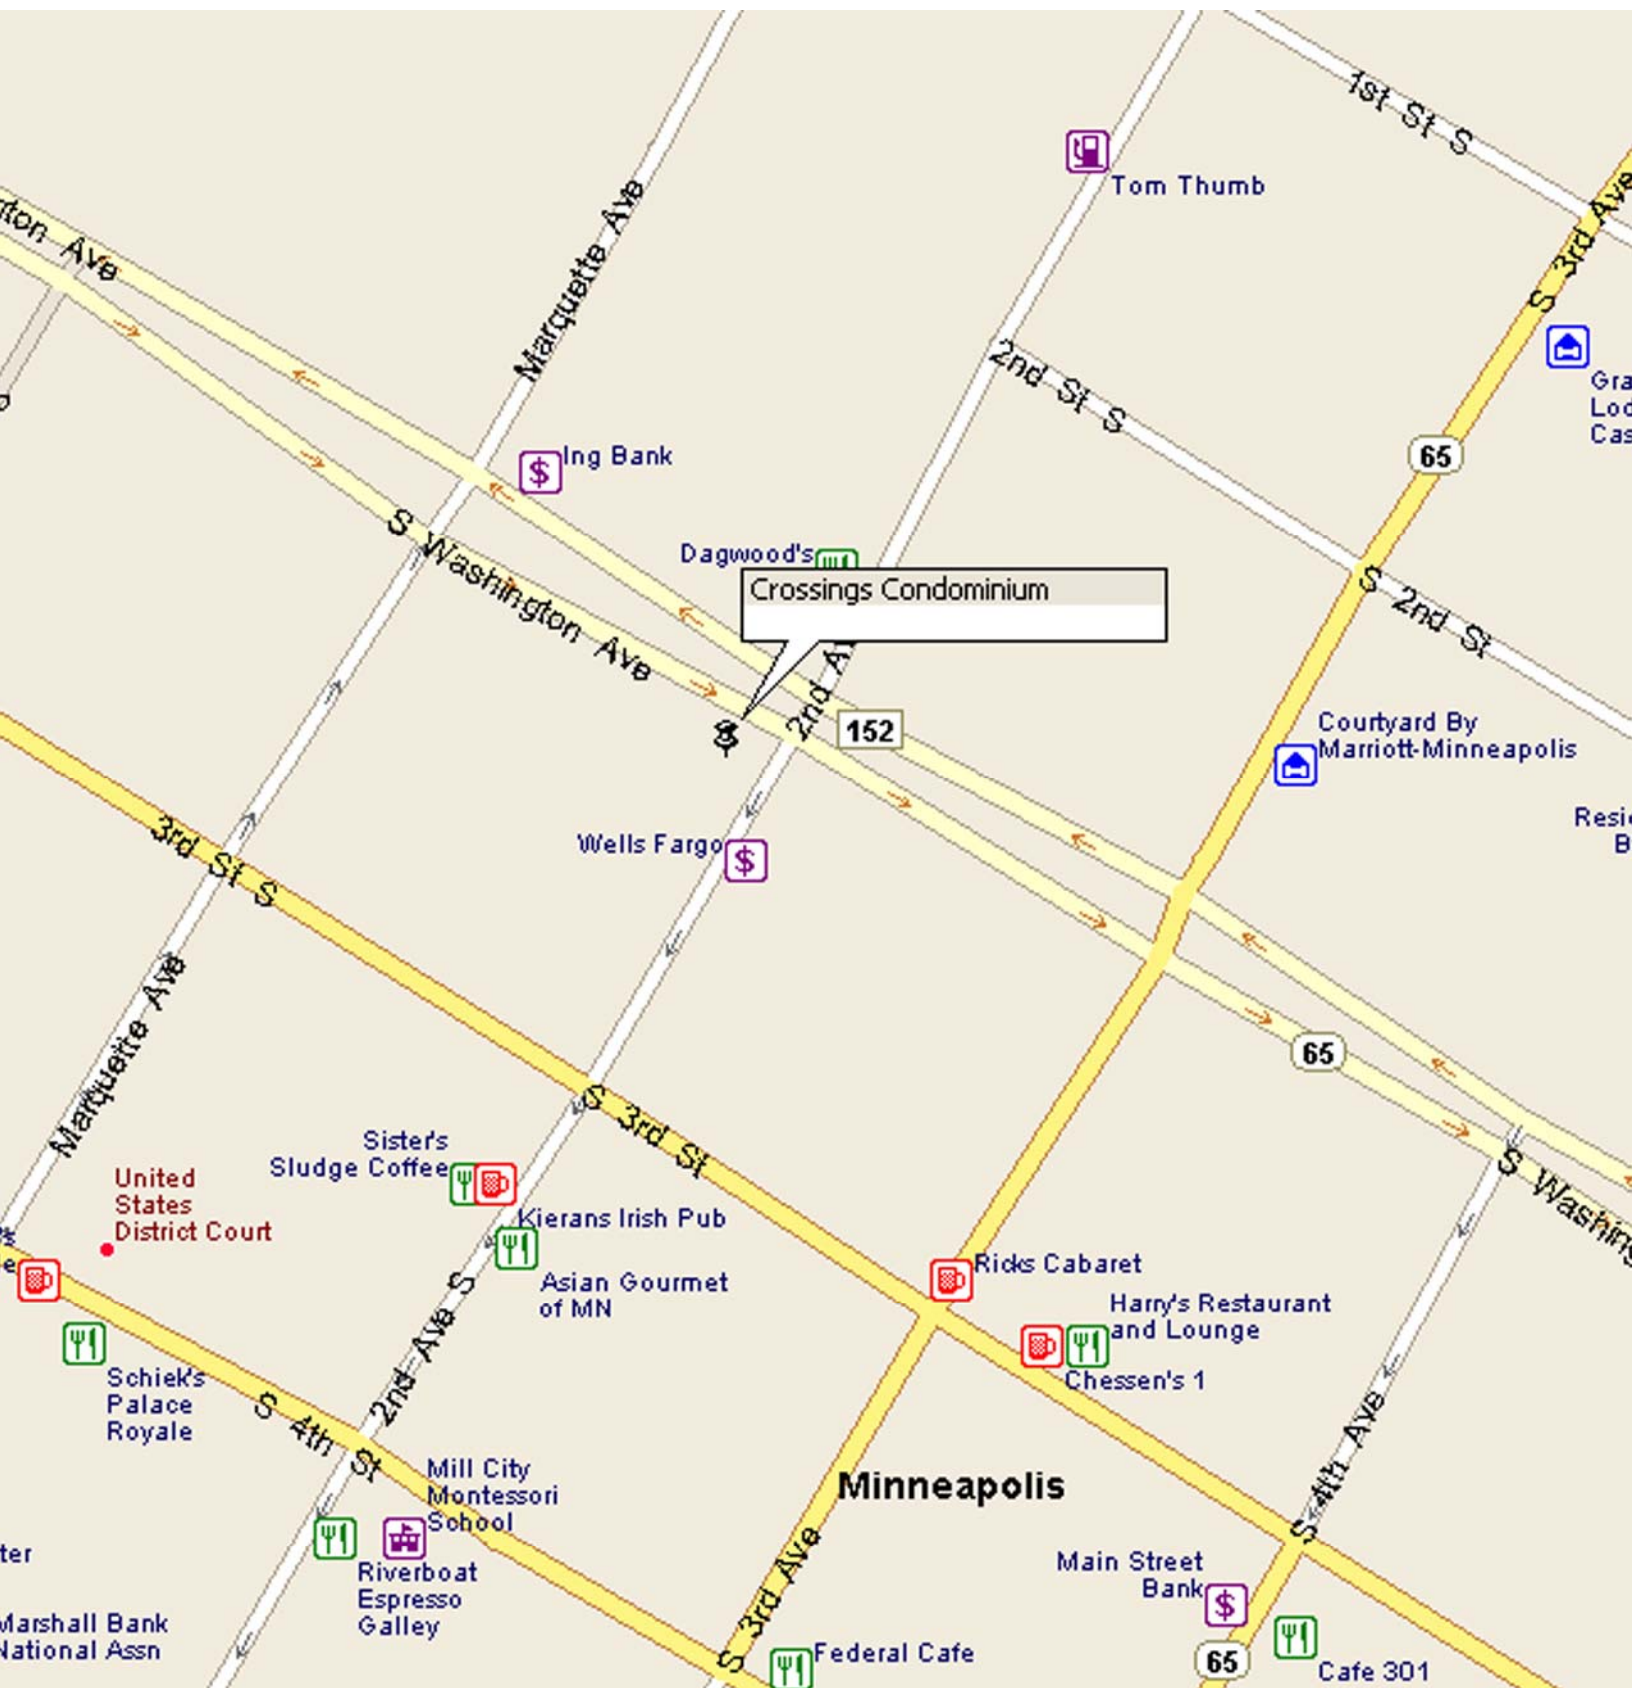 1st St S
Tom Thumb
S 3rd Ave
Marquette Ave
Ave
2nd St S
65
Ing Bank
Dagwood's
Crossings Condominium
S Washington Ave
S 2nd St
2nd
152
Courtyard By
Marriott-Minneapolis
3rd St S
Wells Fargo
Marquette Ave
65
S 3rd St
Sister's
Sludge Coffee
United
States
District Court
Kierans Irish Pub
Asian Gourmet
of MN
Ricks Cabaret
Harry's Restaurant
and Lounge
Chessen's 1
Schiek's
Palace
Royale
S 4th St
2nd Ave S
Mill City
Montessori
School
Riverboat
Espresso
Galley
Minneapolis
S 3rd Ave
S 4th Ave
S
Main Street
Bank
Marshall Bank
National Assn
Federal Cafe
65
Cafe 301